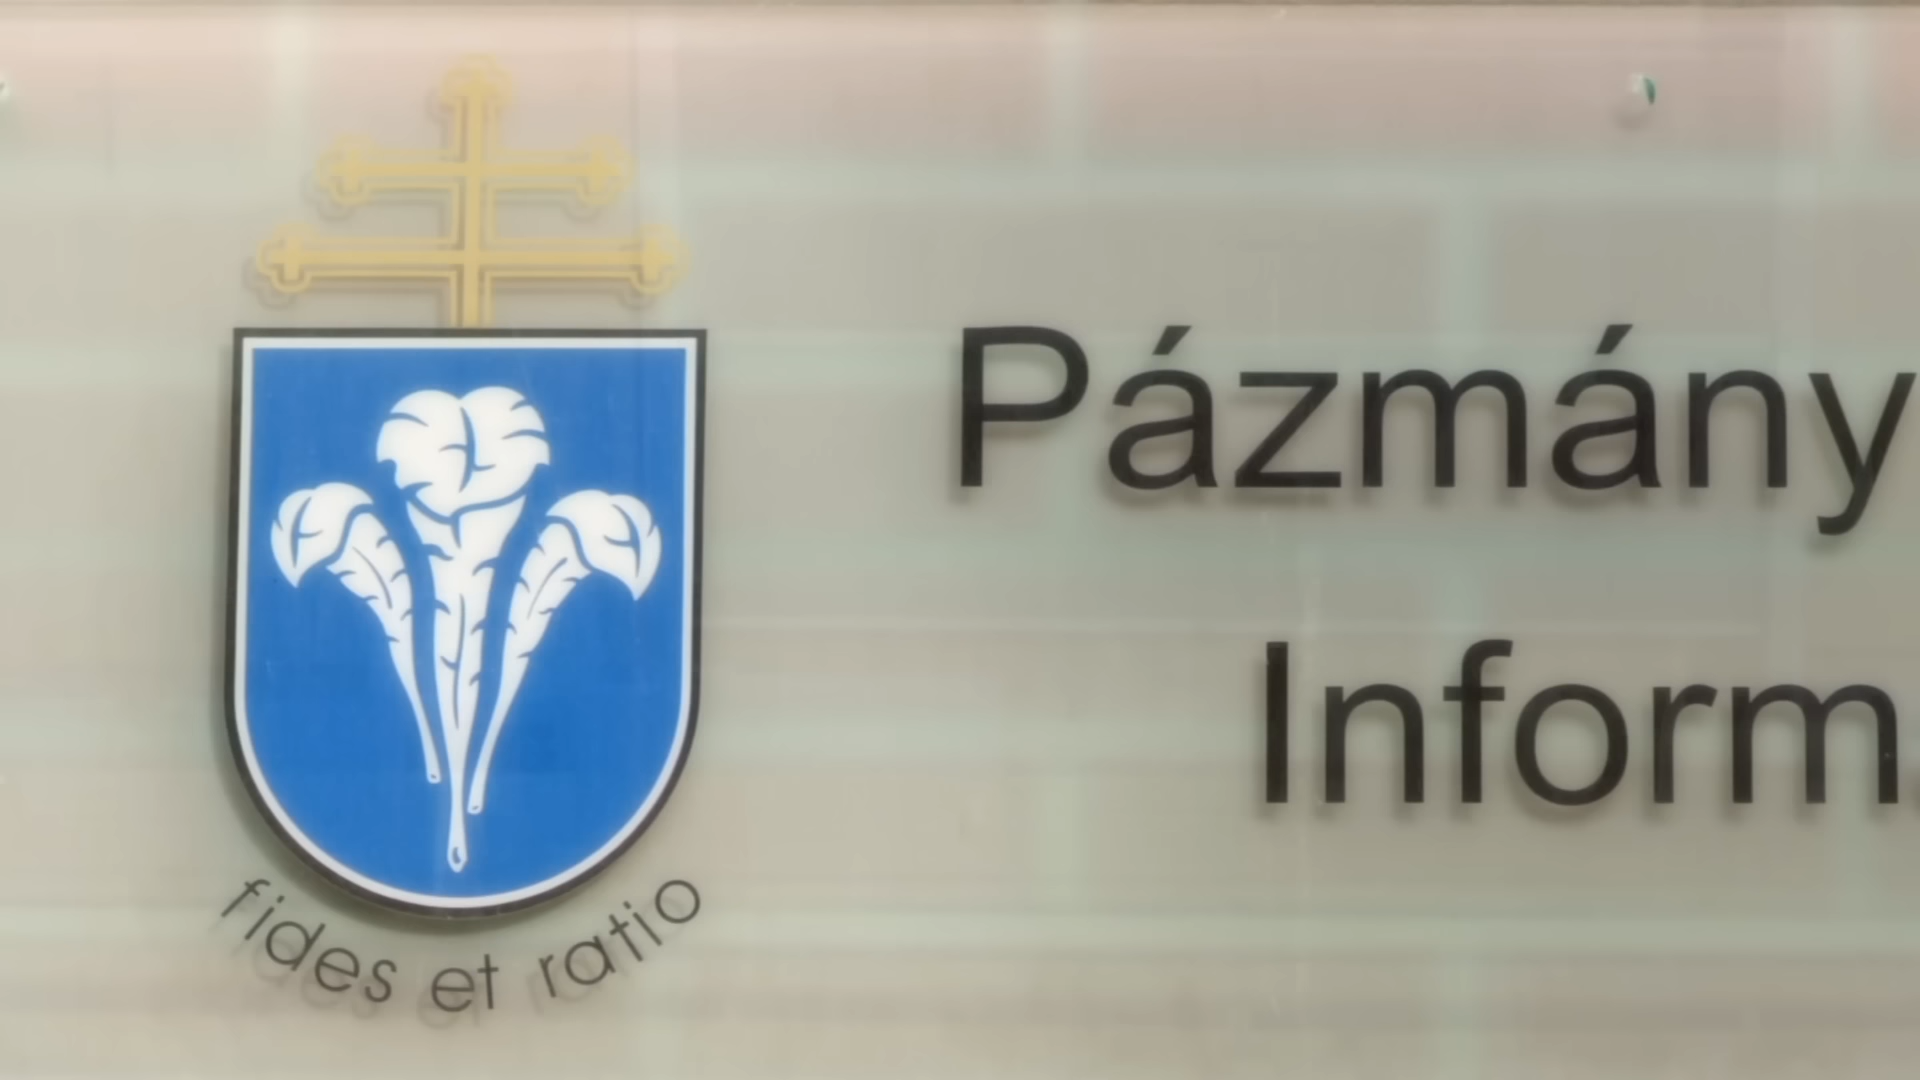 Pázmány
Inform
fides et ratio